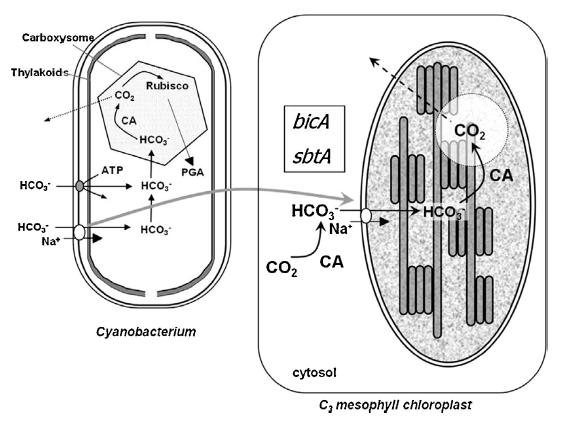 Carboxysome
Thylakoids
CO₂
Rubisco
CA
HCO₃⁻
PGA
ATP
HCO₃⁻
HCO₃⁻
HCO₃⁻
HCO₃⁻
Na⁺
Cyanobacterium
bicA
sbtA
CO₂
CA
HCO₃⁻
HCO₃⁻
Na⁺
CO₂
CA
cytosol
C₃ mesophyll chloroplast